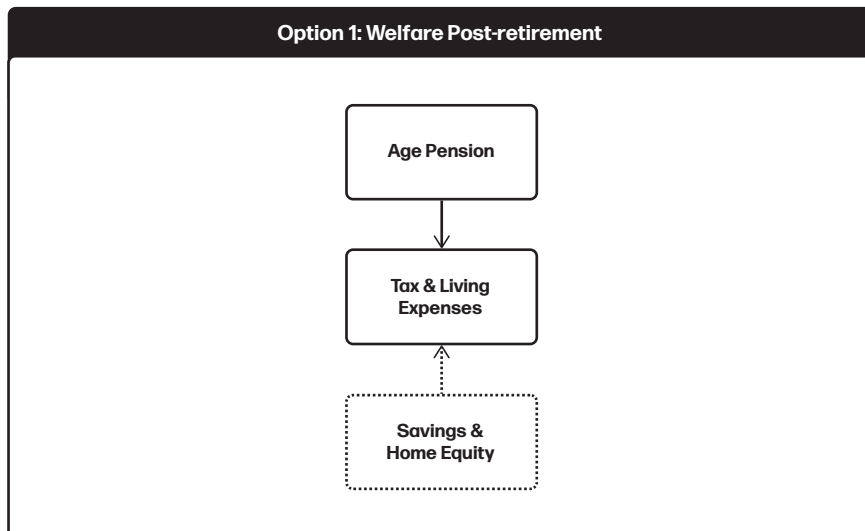 Option 1: Welfare Post-retirement
Age Pension
Tax & Living
Expenses
Savings &
Home Equity